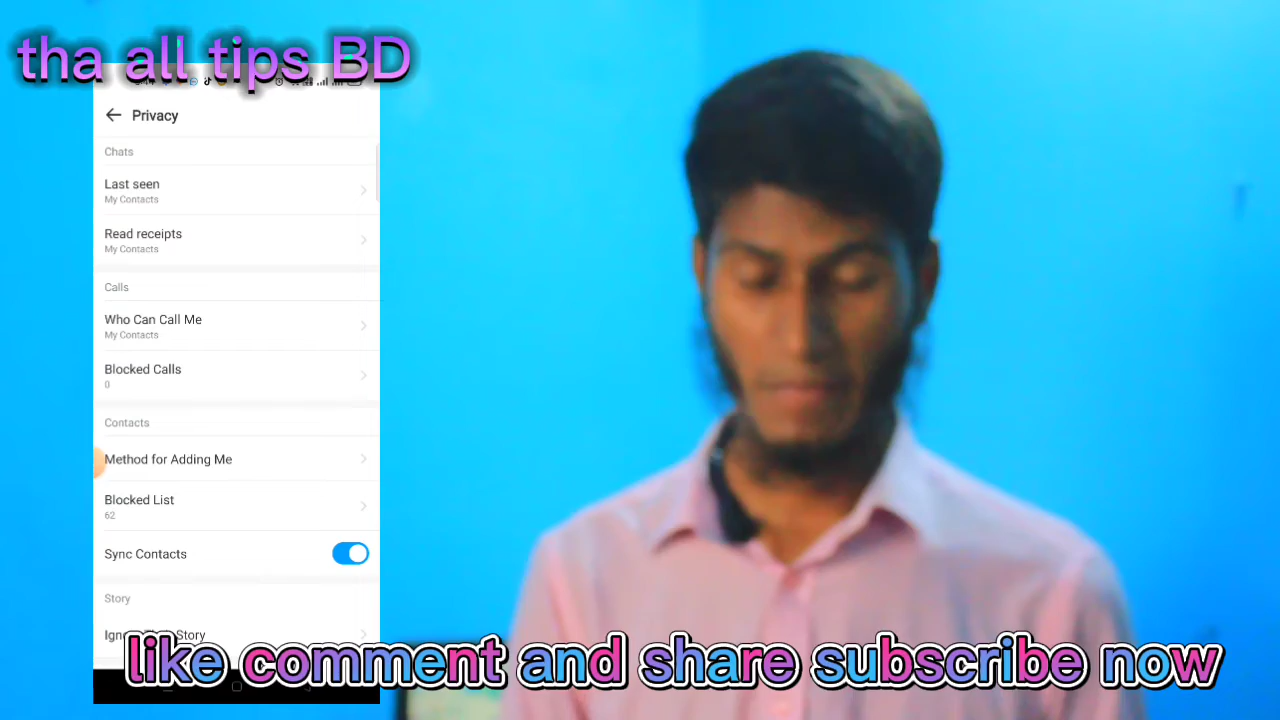 tha all tips BD
Privacy
Chats
Last seen
My Contacts
Read receipts
My Contacts
Calls
Who Can Call Me
My Contacts
Blocked Calls
0
Contacts
Method for Adding Me
Blocked List
62
Sync Contacts
Story
Story
like comment and share subscribe now